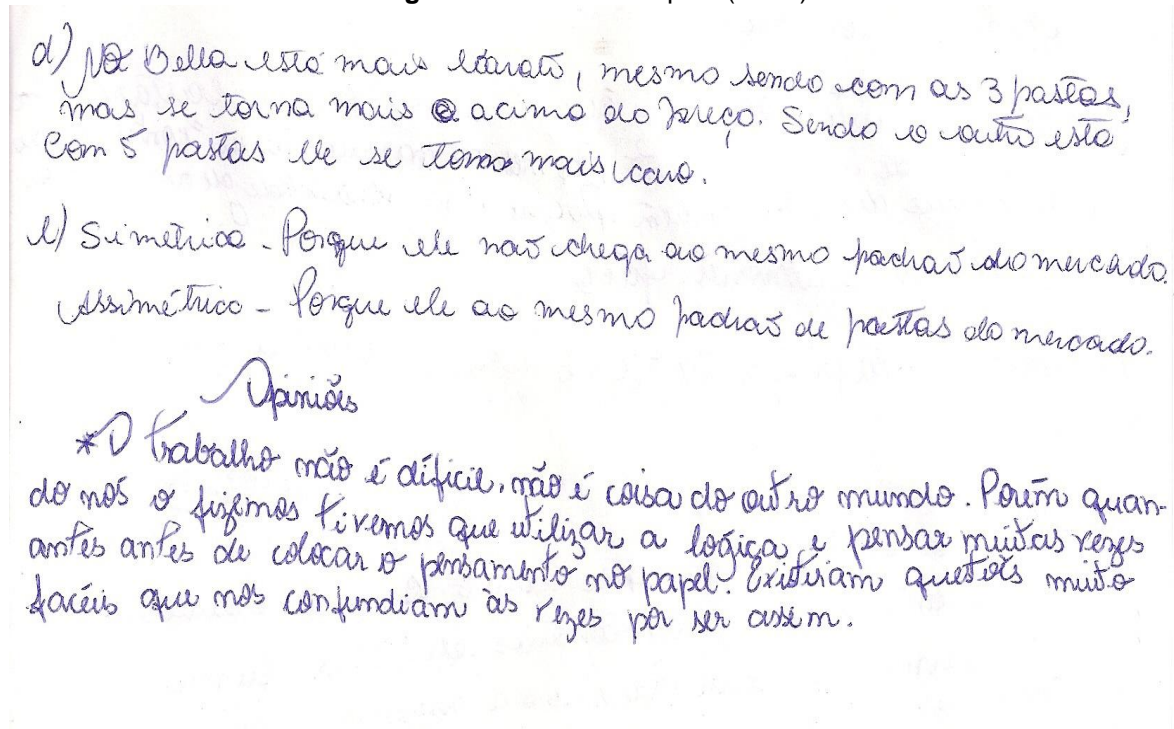 d) No Bella está mais barato, mesmo sendo com as 3 pastas,
mas se torna mais acima do preço. Sendo o outro está
com 5 pastas ele se torna mais caro.
e) Simétrico - Porque ele não chega ao mesmo padrão do mercado.
Assimétrico - Porque ele ao mesmo padrão de pastas do mercado.
Opiniões
*O trabalho não é díficil, não é coisa do outro mundo. Porém quan-
do nós o fizemos tivemos que utilizar a lógica e pensar muitas vezes
antes antes de colocar o pensamento no papel. Existiram questões muito
facéis que nos confundiam às vezes por ser assim.